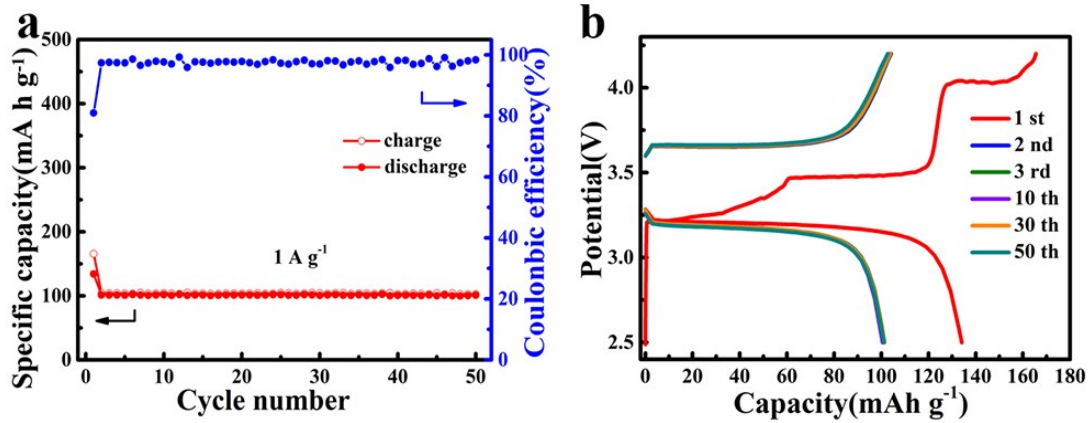 a
Specific capacity(mA h g⁻¹)
500
400
300
200
100
0
charge
discharge
1 A g⁻¹
0
10
20
30
40
50
Cycle number
100
80
60
40
20
0
Coulonbic efficiency(%)
b
Potential(V)
4.0
3.5
3.0
2.5
1 st
2 nd
3 rd
10 th
30 th
50 th
0
20
40
60
80
100
120
140
160
180
Capacity(mAh g⁻¹)